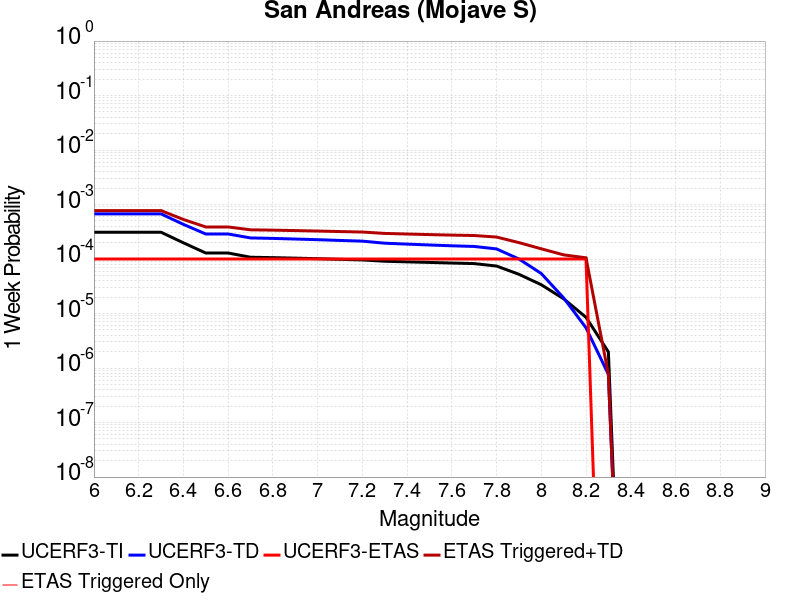 San Andreas (Mojave S)
10^0
10^-1
10^-2
10^-3
10^-4
10^-5
10^-6
10^-7
10^-8
1 Week Probability
6 6.2 6.4 6.6 6.8 7 7.2 7.4 7.6 7.8 8 8.2 8.4 8.6 8.8 9
Magnitude
UCERF3-TI UCERF3-TD UCERF3-ETAS ETAS Triggered+TD
ETAS Triggered Only